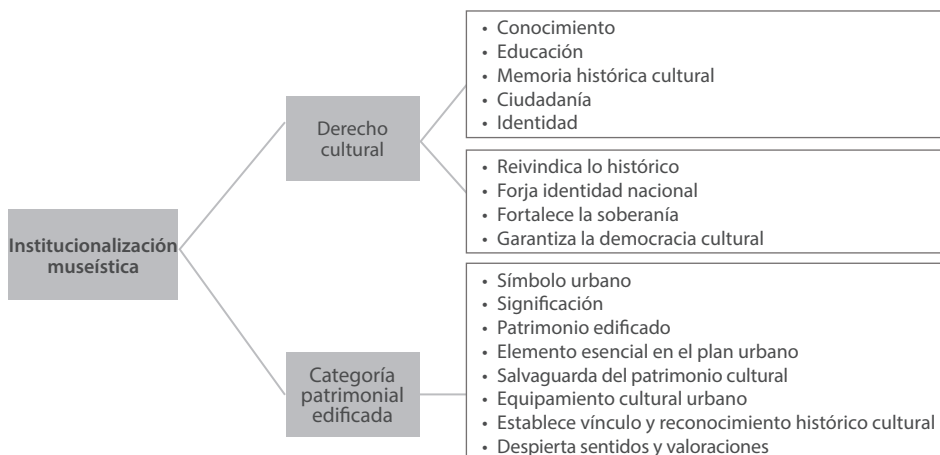 Institucionalización
museística
Derecho
cultural
• Conocimiento
• Educación
• Memoria histórica cultural
• Ciudadanía
• Identidad
• Reivindica lo histórico
• Forja identidad nacional
• Fortalece la soberanía
• Garantiza la democracia cultural
Categoría
patrimonial
edificada
• Símbolo urbano
• Significación
• Patrimonio edificado
• Elemento esencial en el plan urbano
• Salvaguarda del patrimonio cultural
• Equipamiento cultural urbano
• Establece vínculo y reconocimiento histórico cultural
• Despierta sentidos y valoraciones